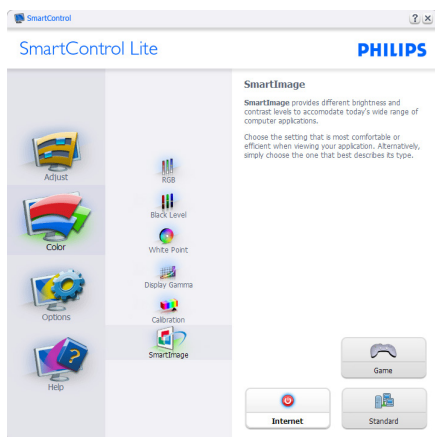 SmartControl
SmartControl Lite
PHILIPS
Adjust
Color
Options
Help
RGB
Black Level
White Point
Display Gamma
Calibration
SmartImage
SmartImage
SmartImage provides different brightness and
contrast levels to accomodate today's wide range of
computer applications.
Choose the setting that is most comfortable or
efficient when viewing your application. Alternatively,
simply choose the one that best describes its type.
Game
Internet
Standard